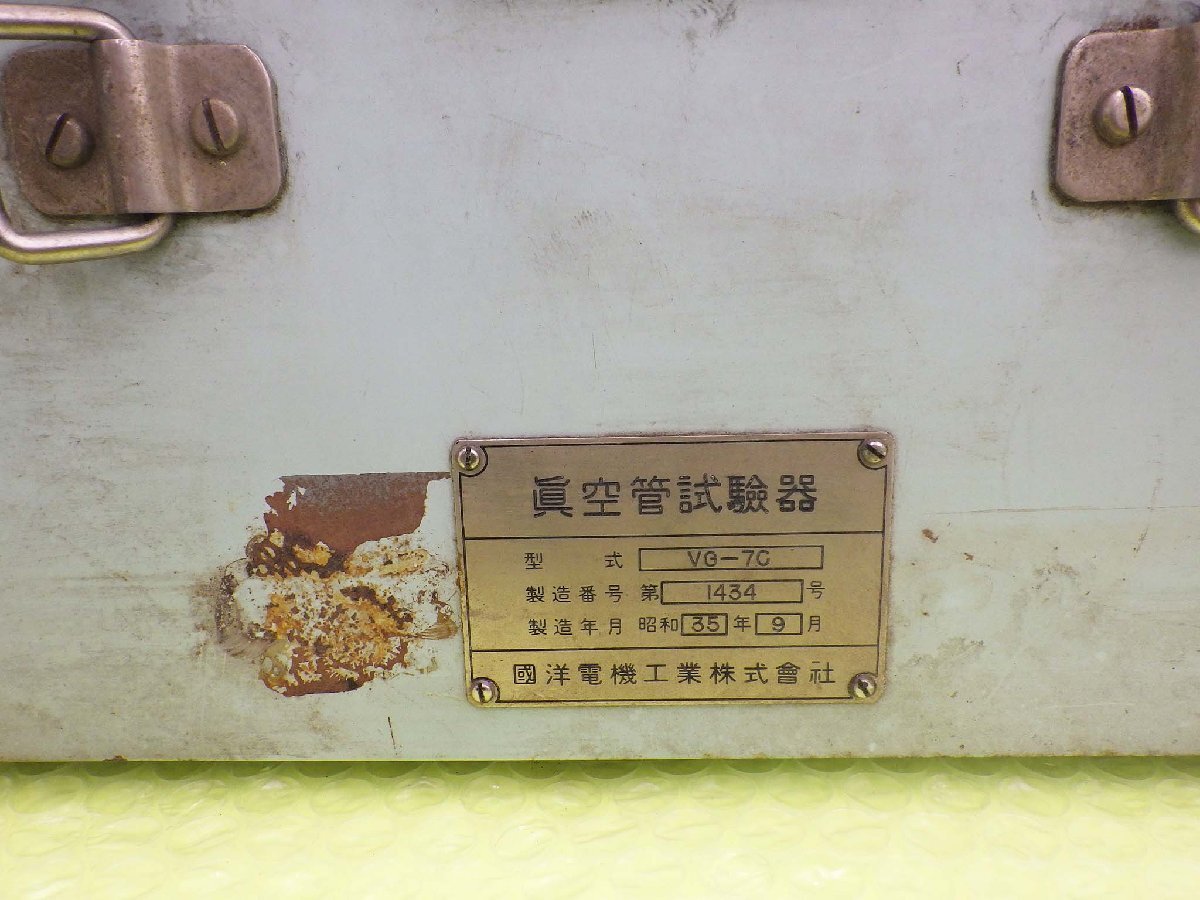 眞空管試驗器
型式 VG-7C
製造番号 第 1434 号
製造年月 昭和 35 年 9 月
國洋電機工業株式會社